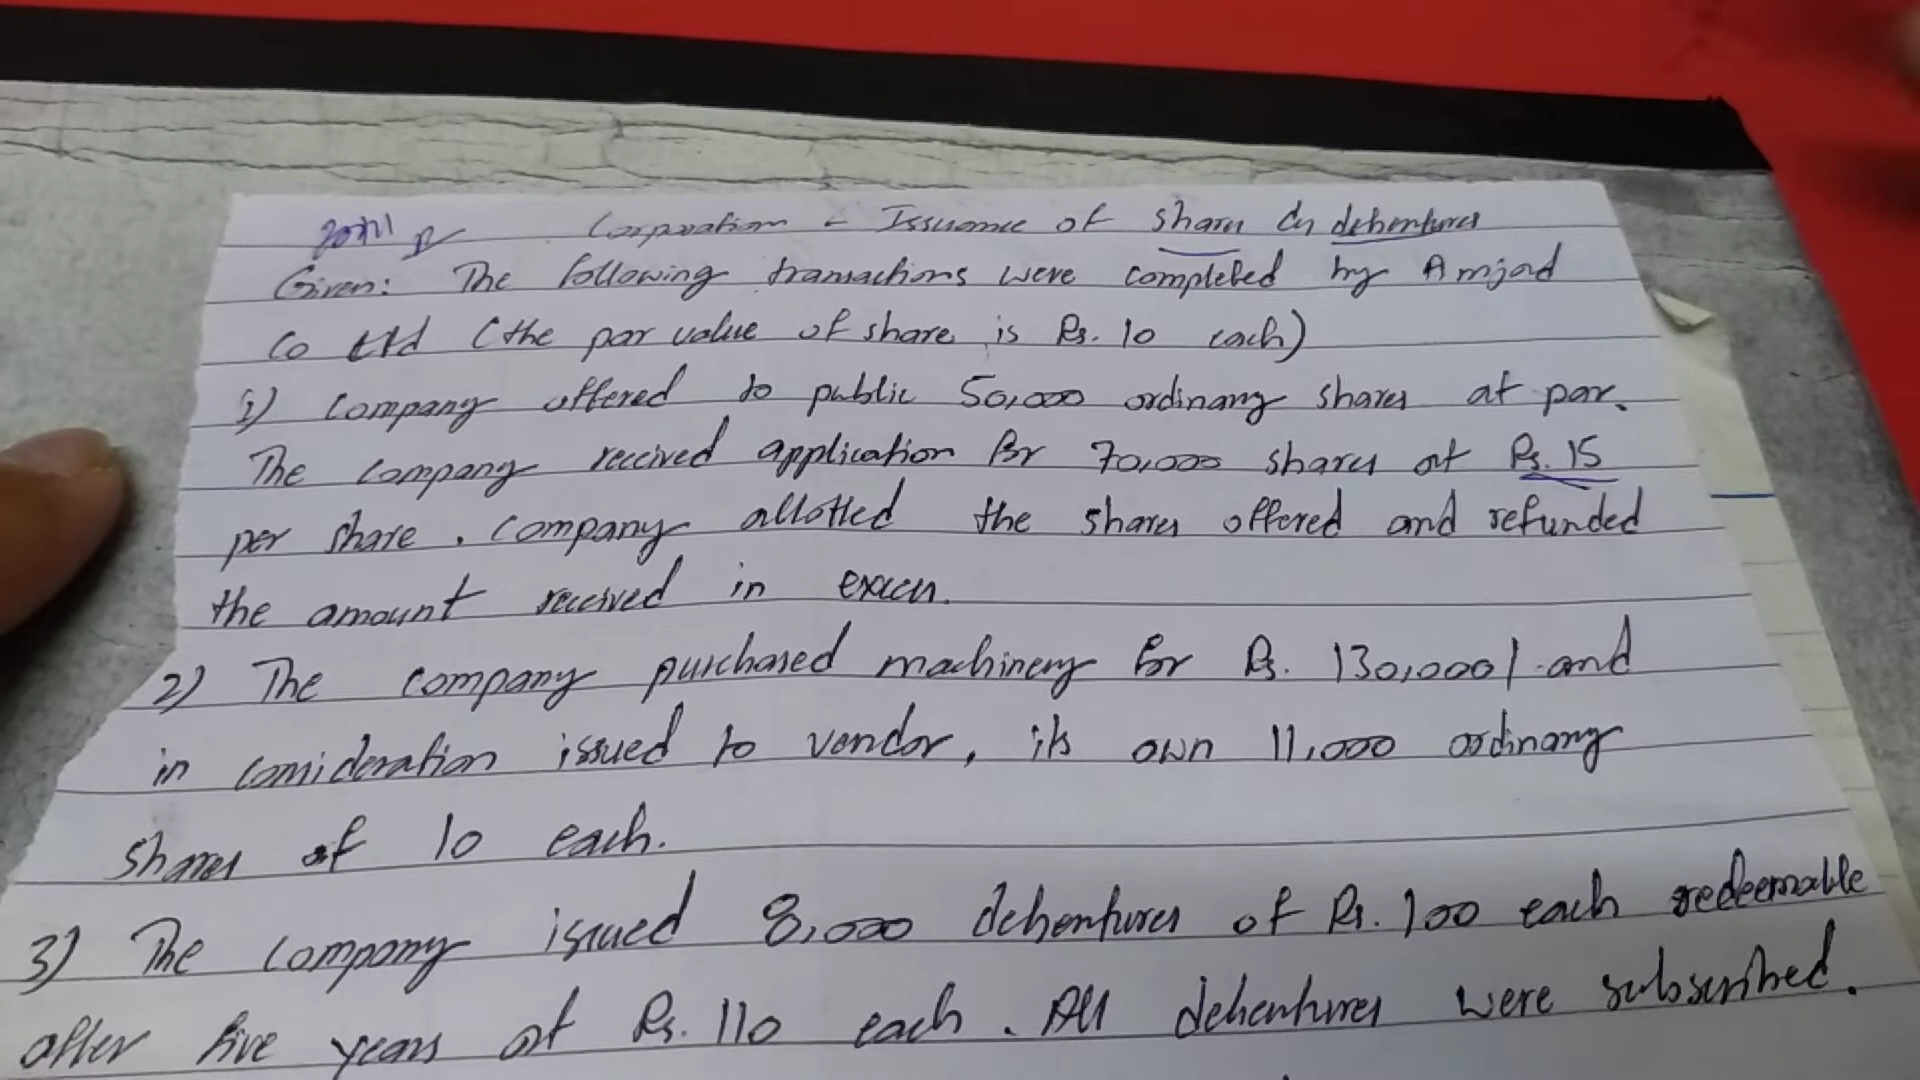 Corporation - Issuance of share & debentures
Given: The following transactions were completed by Amjad
Co Ltd (the par value of share is Rs. 10 each)
1) Company offered to public 50,000 ordinary shares at par.
The company received application for 70,000 shares at Rs. 15
per share. Company allotted the shares offered and refunded
the amount received in excess.
2) The company purchased machinery for Rs. 130,000/- and
in consideration issued to vendor, its own 11,000 ordinary
shares of 10 each.
3) The company issued 8,000 debentures of Rs. 100 each redeemable
after five years at Rs. 110 each. All debentures were subscribed.